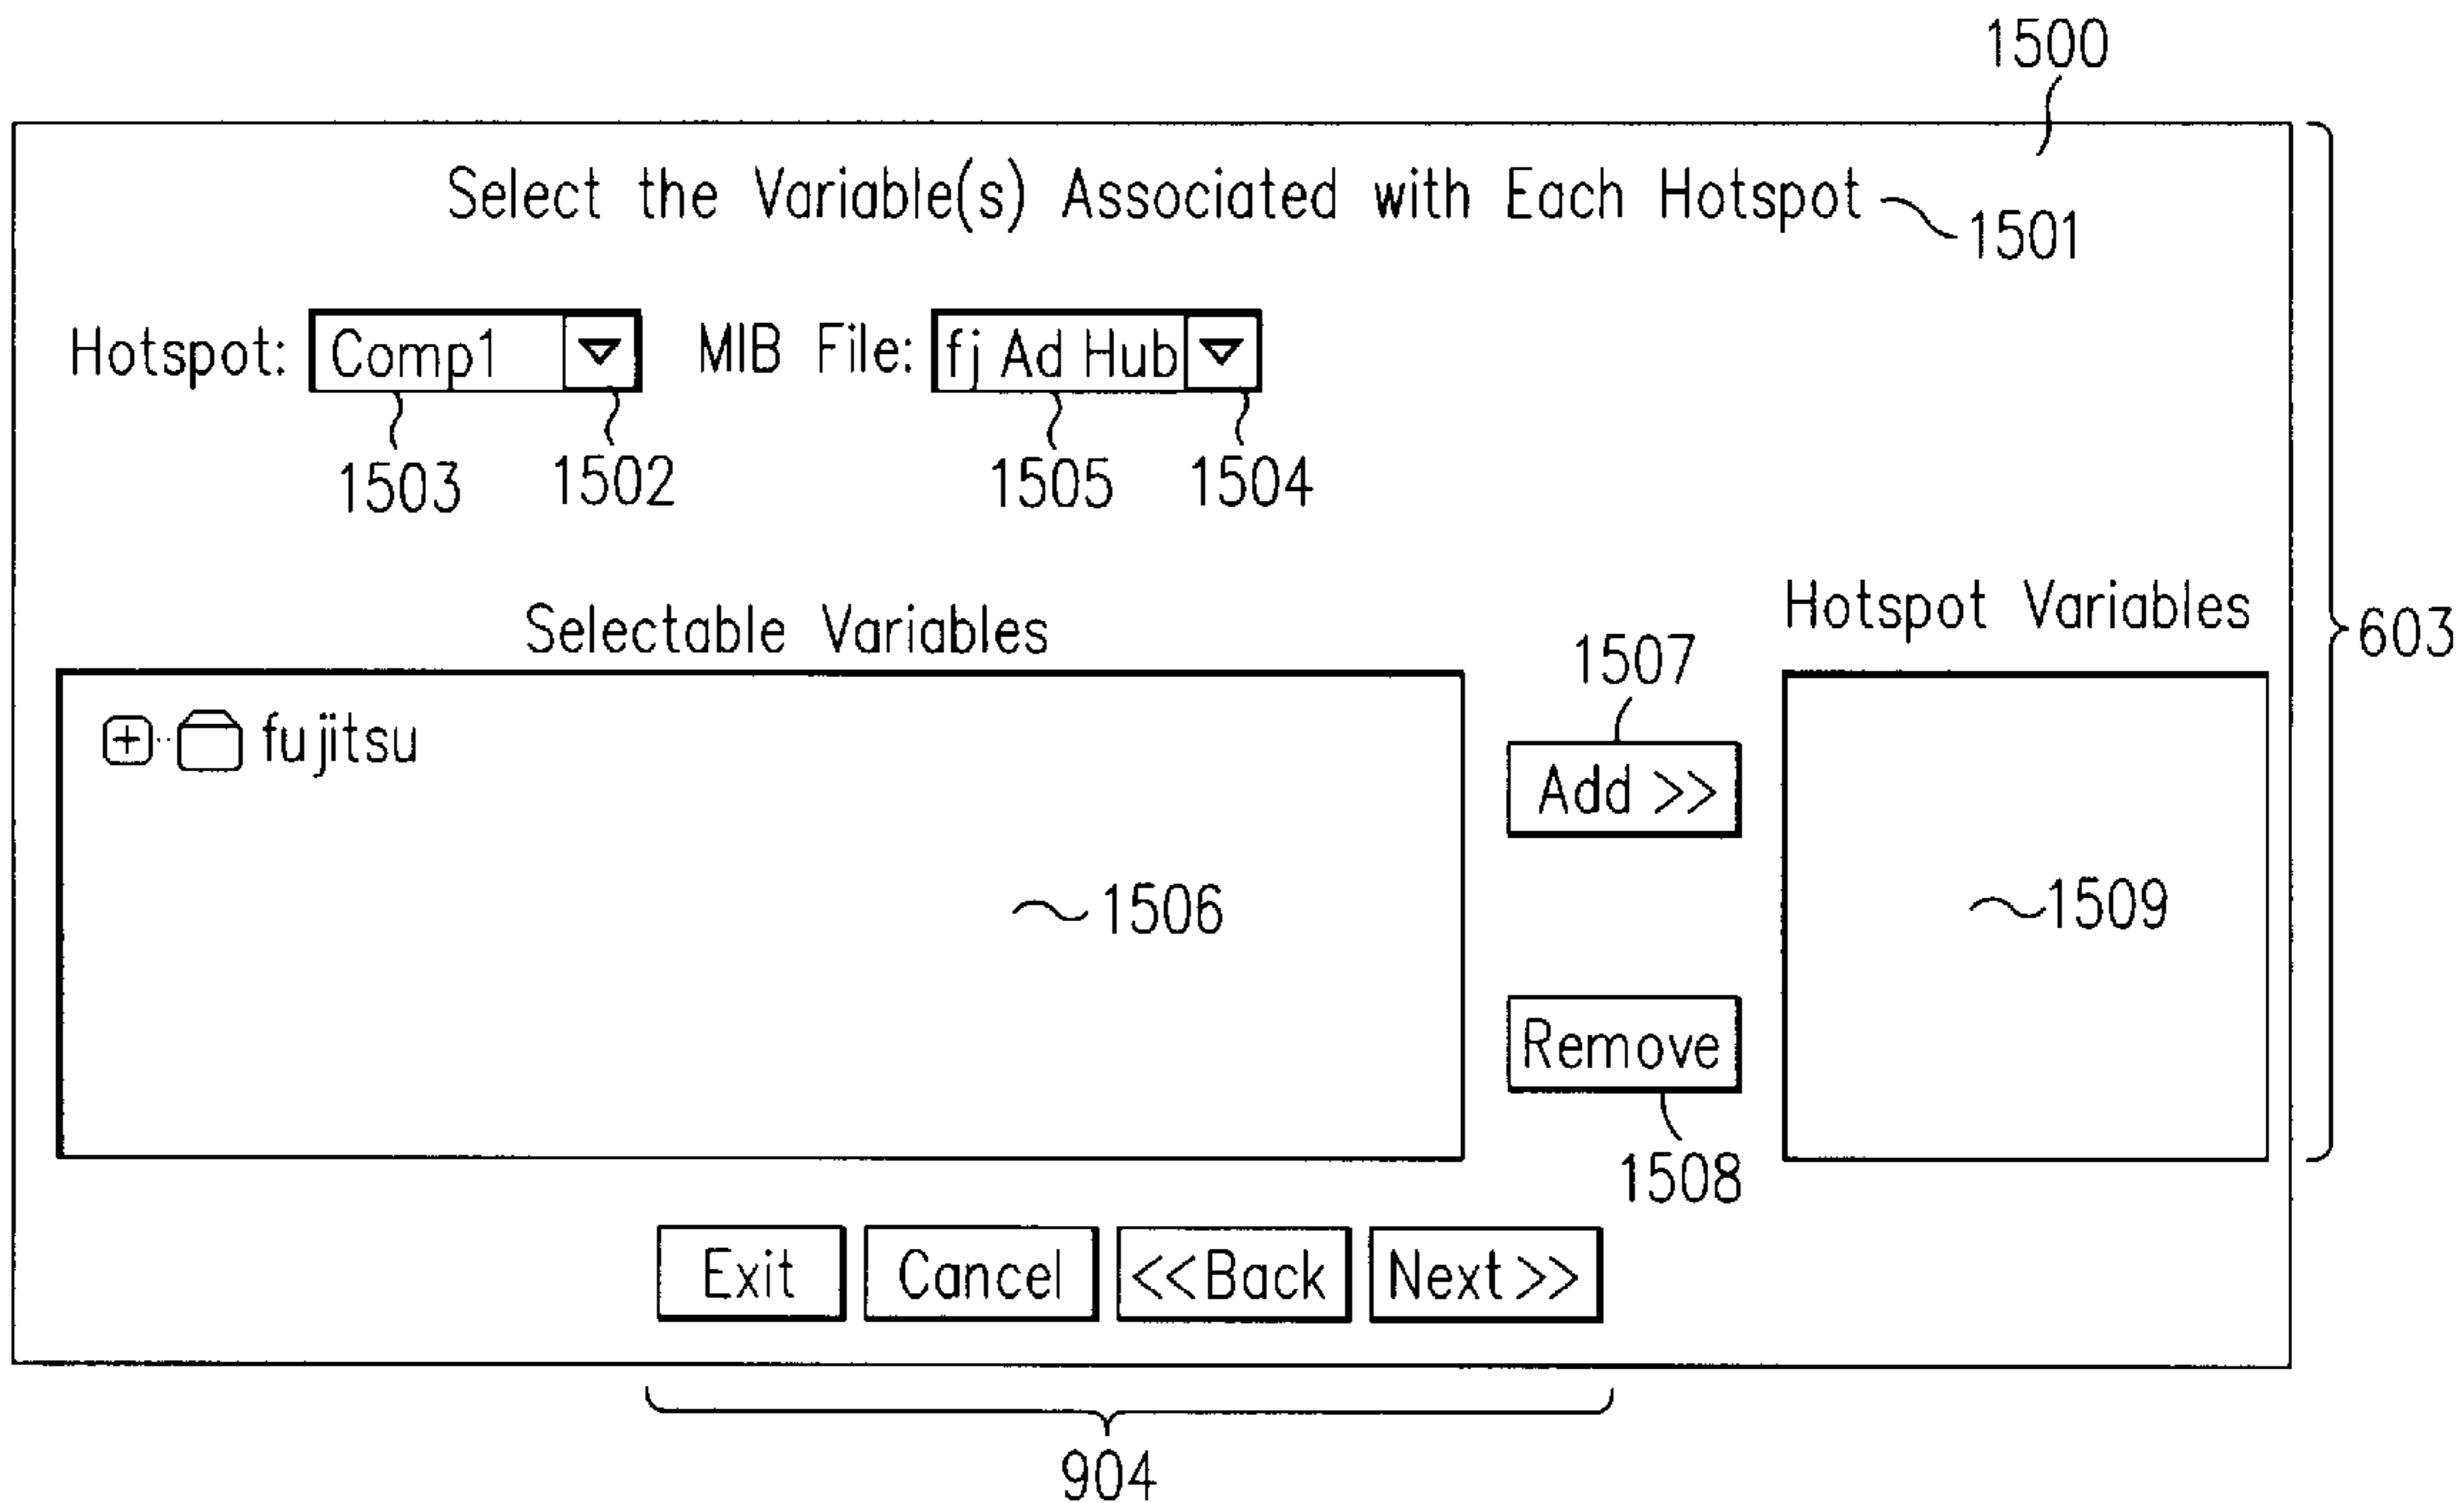 1500
Select the Variable(s) Associated with Each Hotspot
1501
Hotspot: Comp1 MIB File: fj Ad Hub
1503 1502 1505 1504
Selectable Variables
Hotspot Variables
603
1507
fujitsu
Add >>
1506
1509
Remove
1508
Exit Cancel <<Back Next>>
904